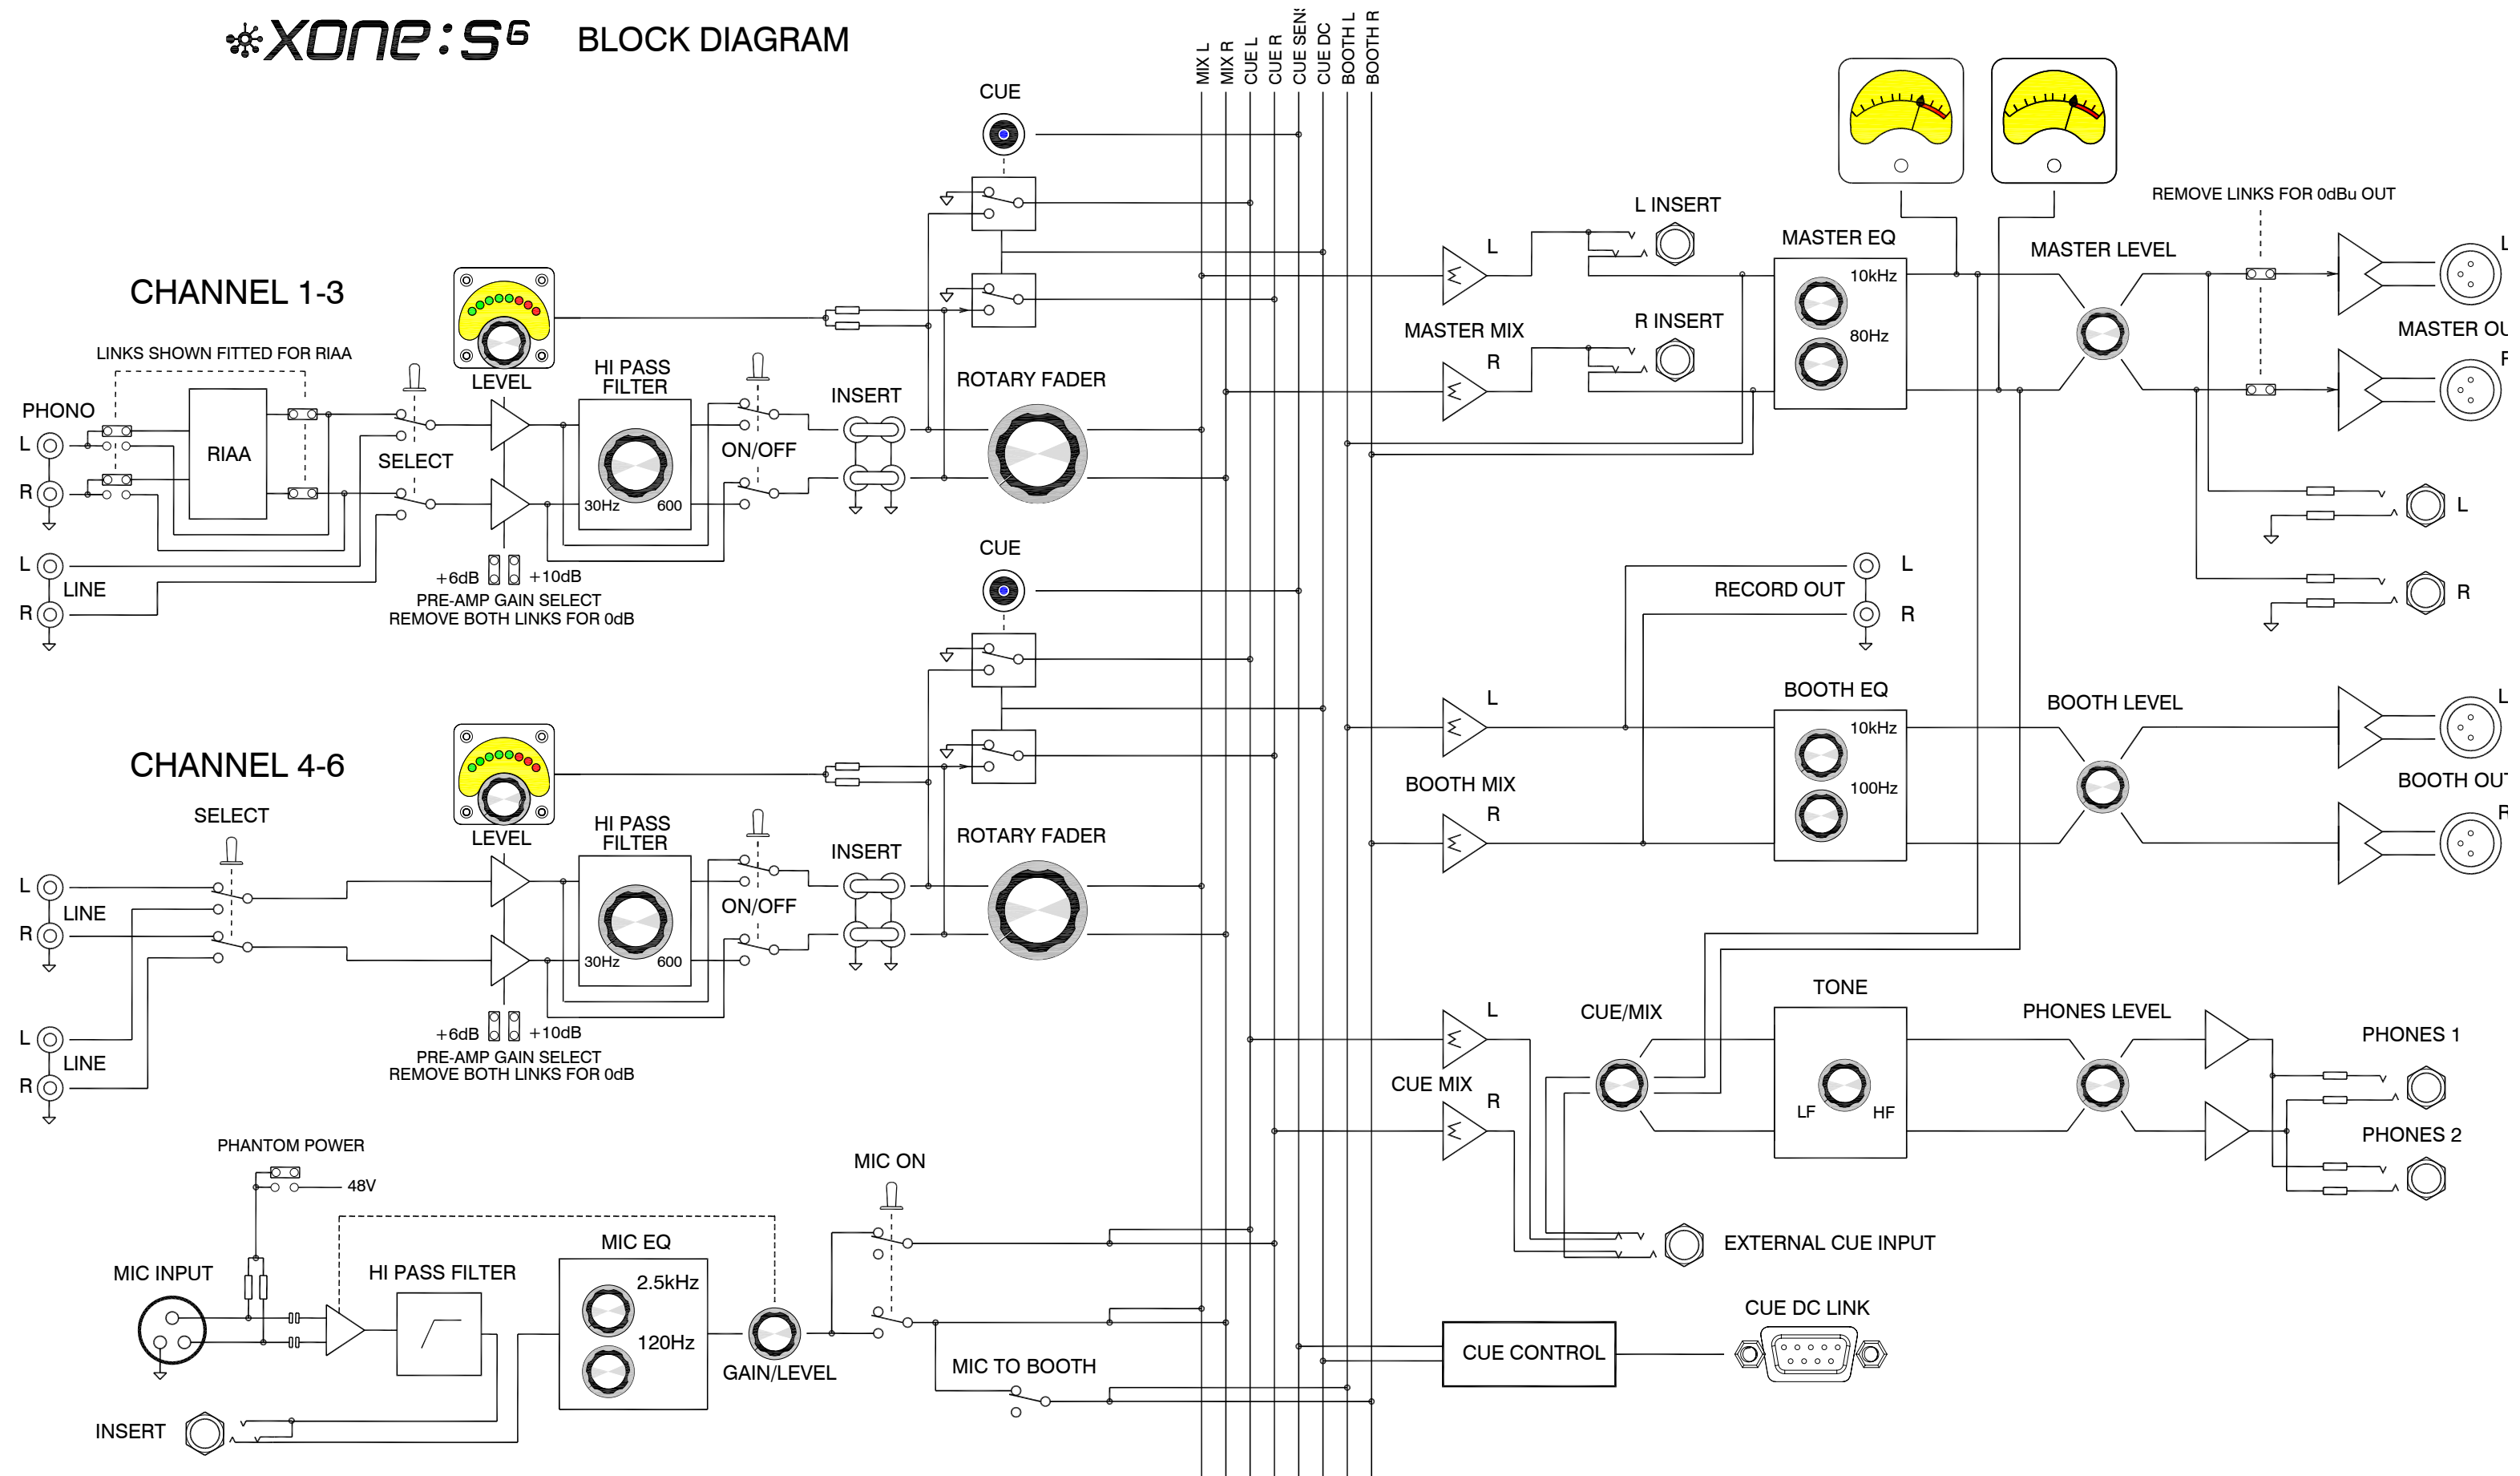 xone:S6 BLOCK DIAGRAM
MIX L
MIX R
CUE L
CUE R
CUE SENS
CUE DC
BOOTH L
BOOTH R
CUE
CHANNEL 1-3
LINKS SHOWN FITTED FOR RIAA
PHONO
L
R
RIAA
L
LINE
R
SELECT
LEVEL
HI PASS
FILTER
30Hz 600
ON/OFF
INSERT
ROTARY FADER
+6dB +10dB
PRE-AMP GAIN SELECT
REMOVE BOTH LINKS FOR 0dB
CUE
CHANNEL 4-6
SELECT
L
LINE
R
L
LINE
R
LEVEL
HI PASS
FILTER
30Hz 600
ON/OFF
INSERT
ROTARY FADER
+6dB +10dB
PRE-AMP GAIN SELECT
REMOVE BOTH LINKS FOR 0dB
PHANTOM POWER
48V
MIC INPUT
HI PASS FILTER
MIC EQ
2.5kHz
120Hz
GAIN/LEVEL
MIC ON
MIC TO BOOTH
INSERT
L INSERT
L
MASTER MIX
R
R INSERT
MASTER EQ
10kHz
80Hz
MASTER LEVEL
REMOVE LINKS FOR 0dBu OUT
L
MASTER OU
R
L
R
RECORD OUT
L
R
L
BOOTH MIX
R
BOOTH EQ
10kHz
100Hz
BOOTH LEVEL
L
BOOTH OUT
R
L
CUE MIX
R
CUE/MIX
TONE
LF HF
PHONES LEVEL
PHONES 1
PHONES 2
EXTERNAL CUE INPUT
CUE CONTROL
CUE DC LINK